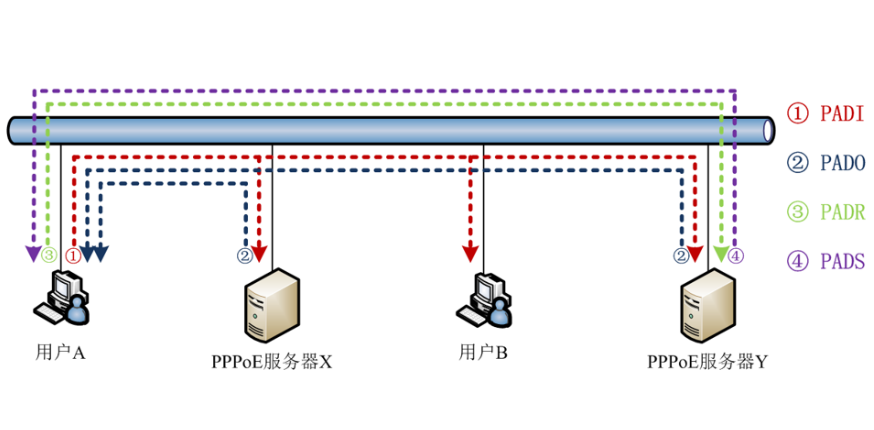 ① PADI
② PADO
③ PADR
④ PADS
③
①
②
②
④
用户A
PPPoE服务器X
用户B
PPPoE服务器Y